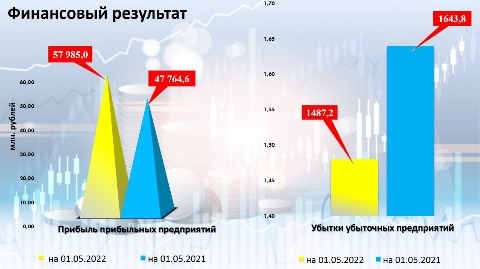 Финансовый результат
57 985,0
47 764,6
60,00
50,00
40,00
30,00
20,00
10,00
0,00
млн. рублей
Прибыль прибыльных предприятий
на 01.05.2022
на 01.05.2021
1,70
1,65
1,60
1,55
1,50
1,45
1,40
1643,8
1487,2
Убытки убыточных предприятий
на 01.05.2022
на 01.05.2021